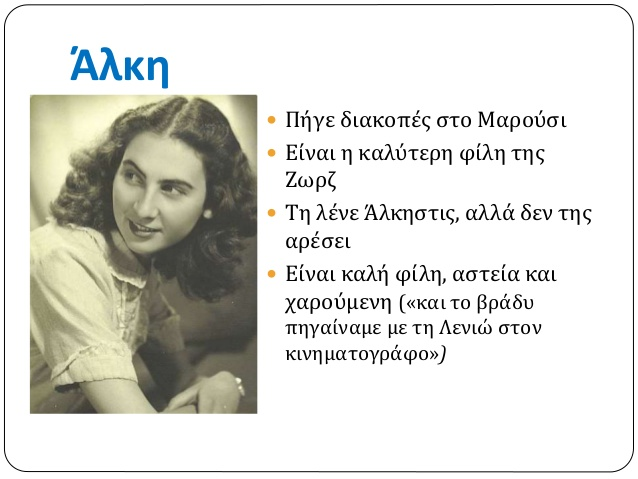 Άλκη
• Πήγε διακοπές στο Μαρούσι
• Είναι η καλύτερη φίλη της
Ζωρζ
• Τη λένε Άλκηστις, αλλά δεν της
αρέσει
• Είναι καλή φίλη, αστεία και
χαρούμενη («και το βράδυ
πηγαίναμε με τη Λενιώ στον
κινηματογράφο»)